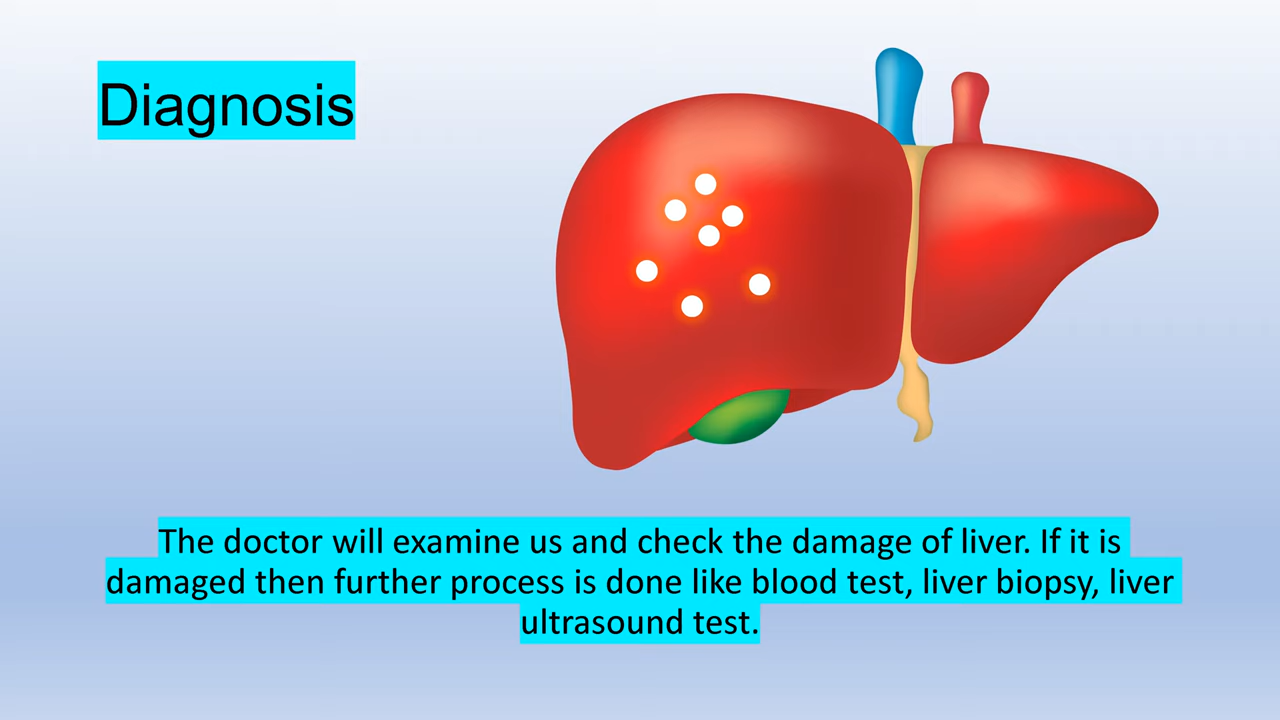 Diagnosis
The doctor will examine us and check the damage of liver. If it is
damaged then further process is done like blood test, liver biopsy, liver
ultrasound test.